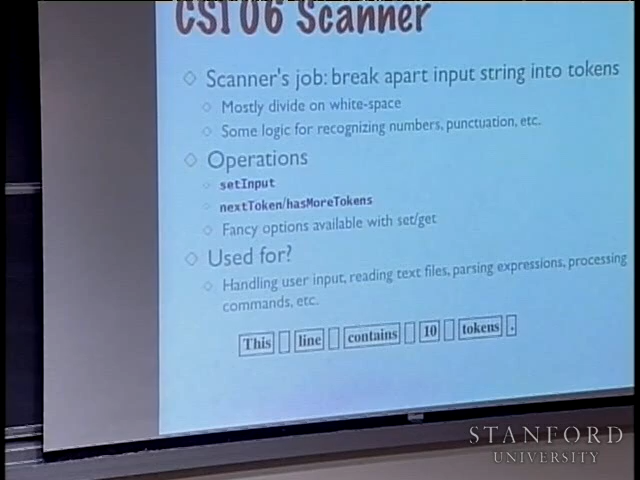 CS106 Scanner
Scanner's job: break apart input string into tokens
Mostly divide on white-space
Some logic for recognizing numbers, punctuation, etc.
Operations
setInput
nextToken/hasMoreTokens
Fancy options available with set/get
Used for?
Handling user input, reading text files, parsing expressions, processing
commands, etc.
This line contains 10 tokens .
STANFORD
UNIVERSITY